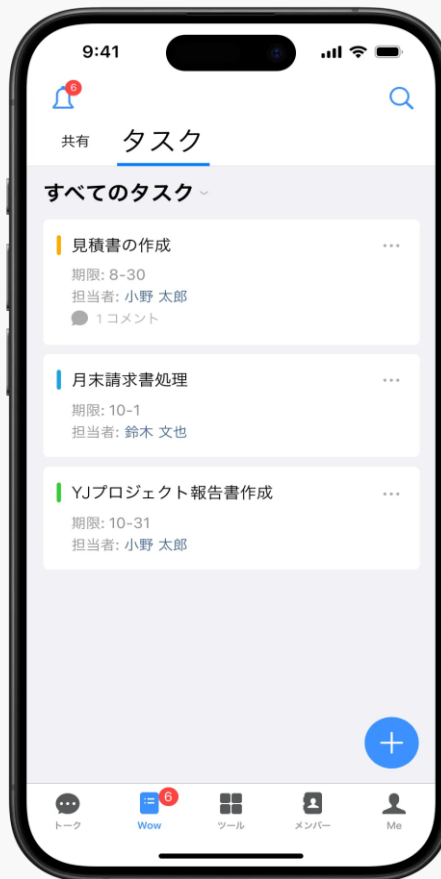 9:41
6
共有 タスク
すべてのタスク
見積書の作成
期限: 8-30
担当者: 小野 太郎
1コメント
月末請求書処理
期限: 10-1
担当者: 鈴木 文也
YJプロジェクト報告書作成
期限: 10-31
担当者: 小野 太郎
6
トーク Wow ツール メンバー Me